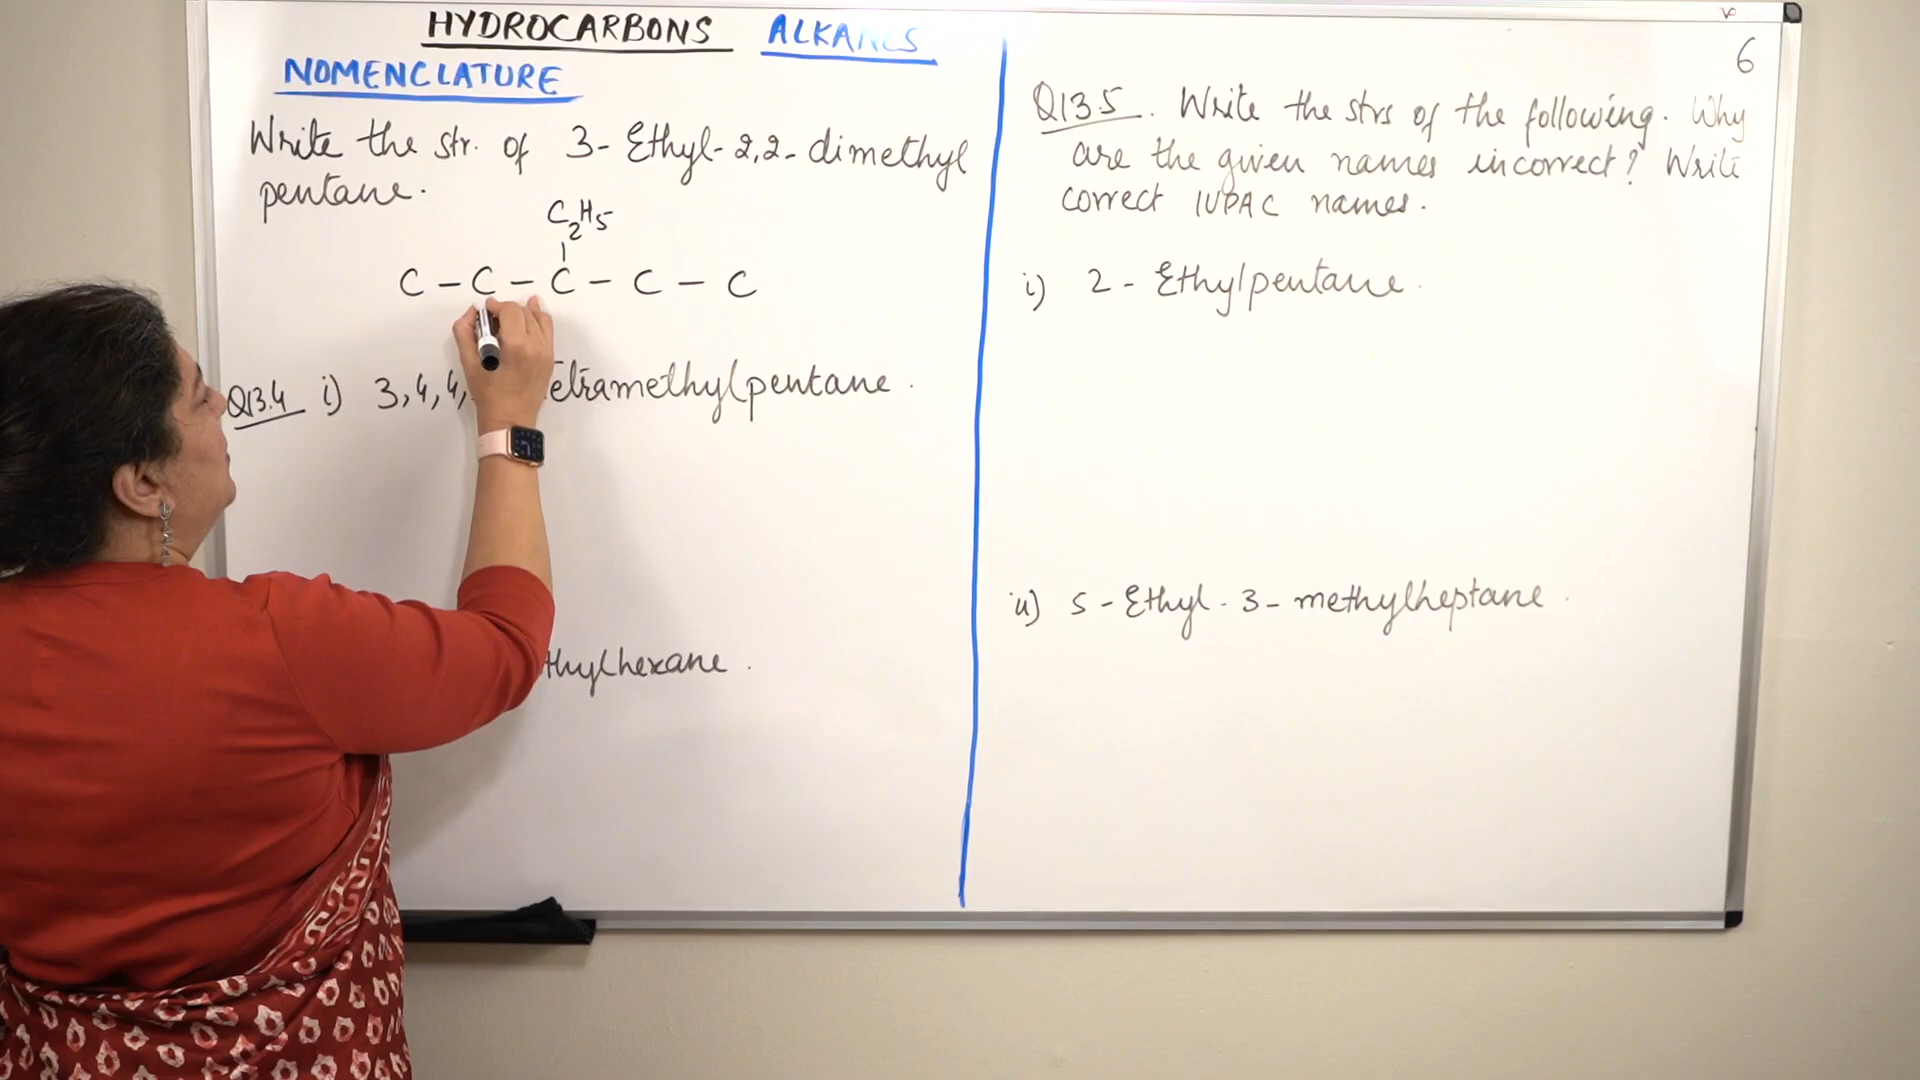 HYDROCARBONS ALKANES
NOMENCLATURE
Write the str. of 3- Ethyl-2,2-dimethyl
pentane.
C2H5
C - C - C - C - C
Q13.4 i) 3,4,4, etramethylpentane.
thylhexane.
6
Q13.5. Write the strs of the following. Why
are the given names incorrect? Write
correct IUPAC names.
i) 2 - Ethylpentane.
ii) 5 - Ethyl - 3 - methylheptane.